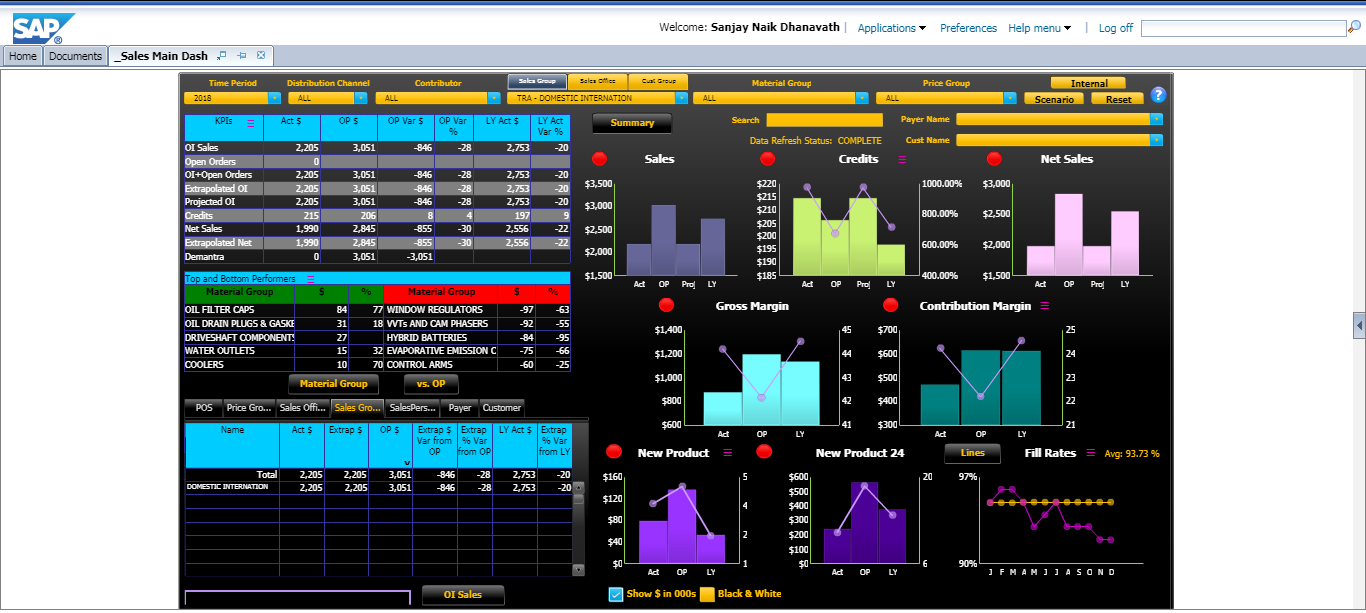 SAP ®
Welcome: Sanjay Naik Dhanavath | Applications Preferences Help menu | Log off
Home Documents _Sales Main Dash
Time Period Distribution Channel Contributor Sales Group Sales Office Cust Group Material Group Price Group Internal
2018 ALL ALL TRA - DOMESTIC INTERNATION ALL ALL Scenario Reset ?
KPIs Act $ OP $ OP Var $ OP Var % LY Act $ LY Act Var %
OI Sales 2,205 3,051 -846 -28 2,753 -20
Open Orders 0
OI+Open Orders 2,205 3,051 -846 -28 2,753 -20
Extrapolated OI 2,205 3,051 -846 -28 2,753 -20
Projected OI 2,205 3,051 -846 -28 2,753 -20
Credits 215 206 8 4 197 9
Net Sales 1,990 2,845 -855 -30 2,556 -22
Extrapolated Net 1,990 2,845 -855 -30 2,556 -22
Demantra 0 3,051 -3,051
Summary Search Payer Name
Data Refresh Status: COMPLETE Cust Name
Sales
$3,500
$3,000
$2,500
$2,000
$1,500
Act OP Proj LY
Credits
$220 1000.00%
$215
$210 800.00%
$205
$200
$195 600.00%
$190
$185 400.00%
Act OP Proj LY
Net Sales
$3,000
$2,500
$2,000
$1,500
Act OP Proj LY
Top and Bottom Performers
Material Group $ % Material Group $ %
OIL FILTER CAPS 84 77 WINDOW REGULATORS -97 -63
OIL DRAIN PLUGS & GASKE 31 18 VVTs AND CAM PHASERS -92 -55
DRIVESHAFT COMPONENTS 27 HYBRID BATTERIES -84 -95
WATER OUTLETS 15 32 EVAPORATIVE EMISSION C -75 -66
COOLERS 10 70 CONTROL ARMS -60 -25
Material Group vs. OP
Gross Margin
$1,400 45
$1,200 44
$1,000 43
$800 42
$600 41
Act OP LY
Contribution Margin
$700 25
$600 24
$500 23
$400 22
$300 21
Act OP LY
POS Price Gro... Sales Offi... Sales Gro... SalesPers... Payer Customer
Name Act $ Extrap $ OP $ Extrap $ Var from OP Extrap % Var from OP LY Act $ Extrap % Var from LY
Total 2,205 2,205 3,051 -846 -28 2,753 -20
DOMESTIC INTERNATION 2,205 2,205 3,051 -846 -28 2,753 -20
OI Sales
New Product
$160 5
$120 4
$80
$40 2
$0 1
Act OP LY
New Product 24
$600 20
$500
$400
$300
$200
$100
$0 6
Act OP LY
Lines Fill Rates Avg: 93.73 %
97%
90%
J F M A M J J A S O N D
Show $ in 000s Black & White